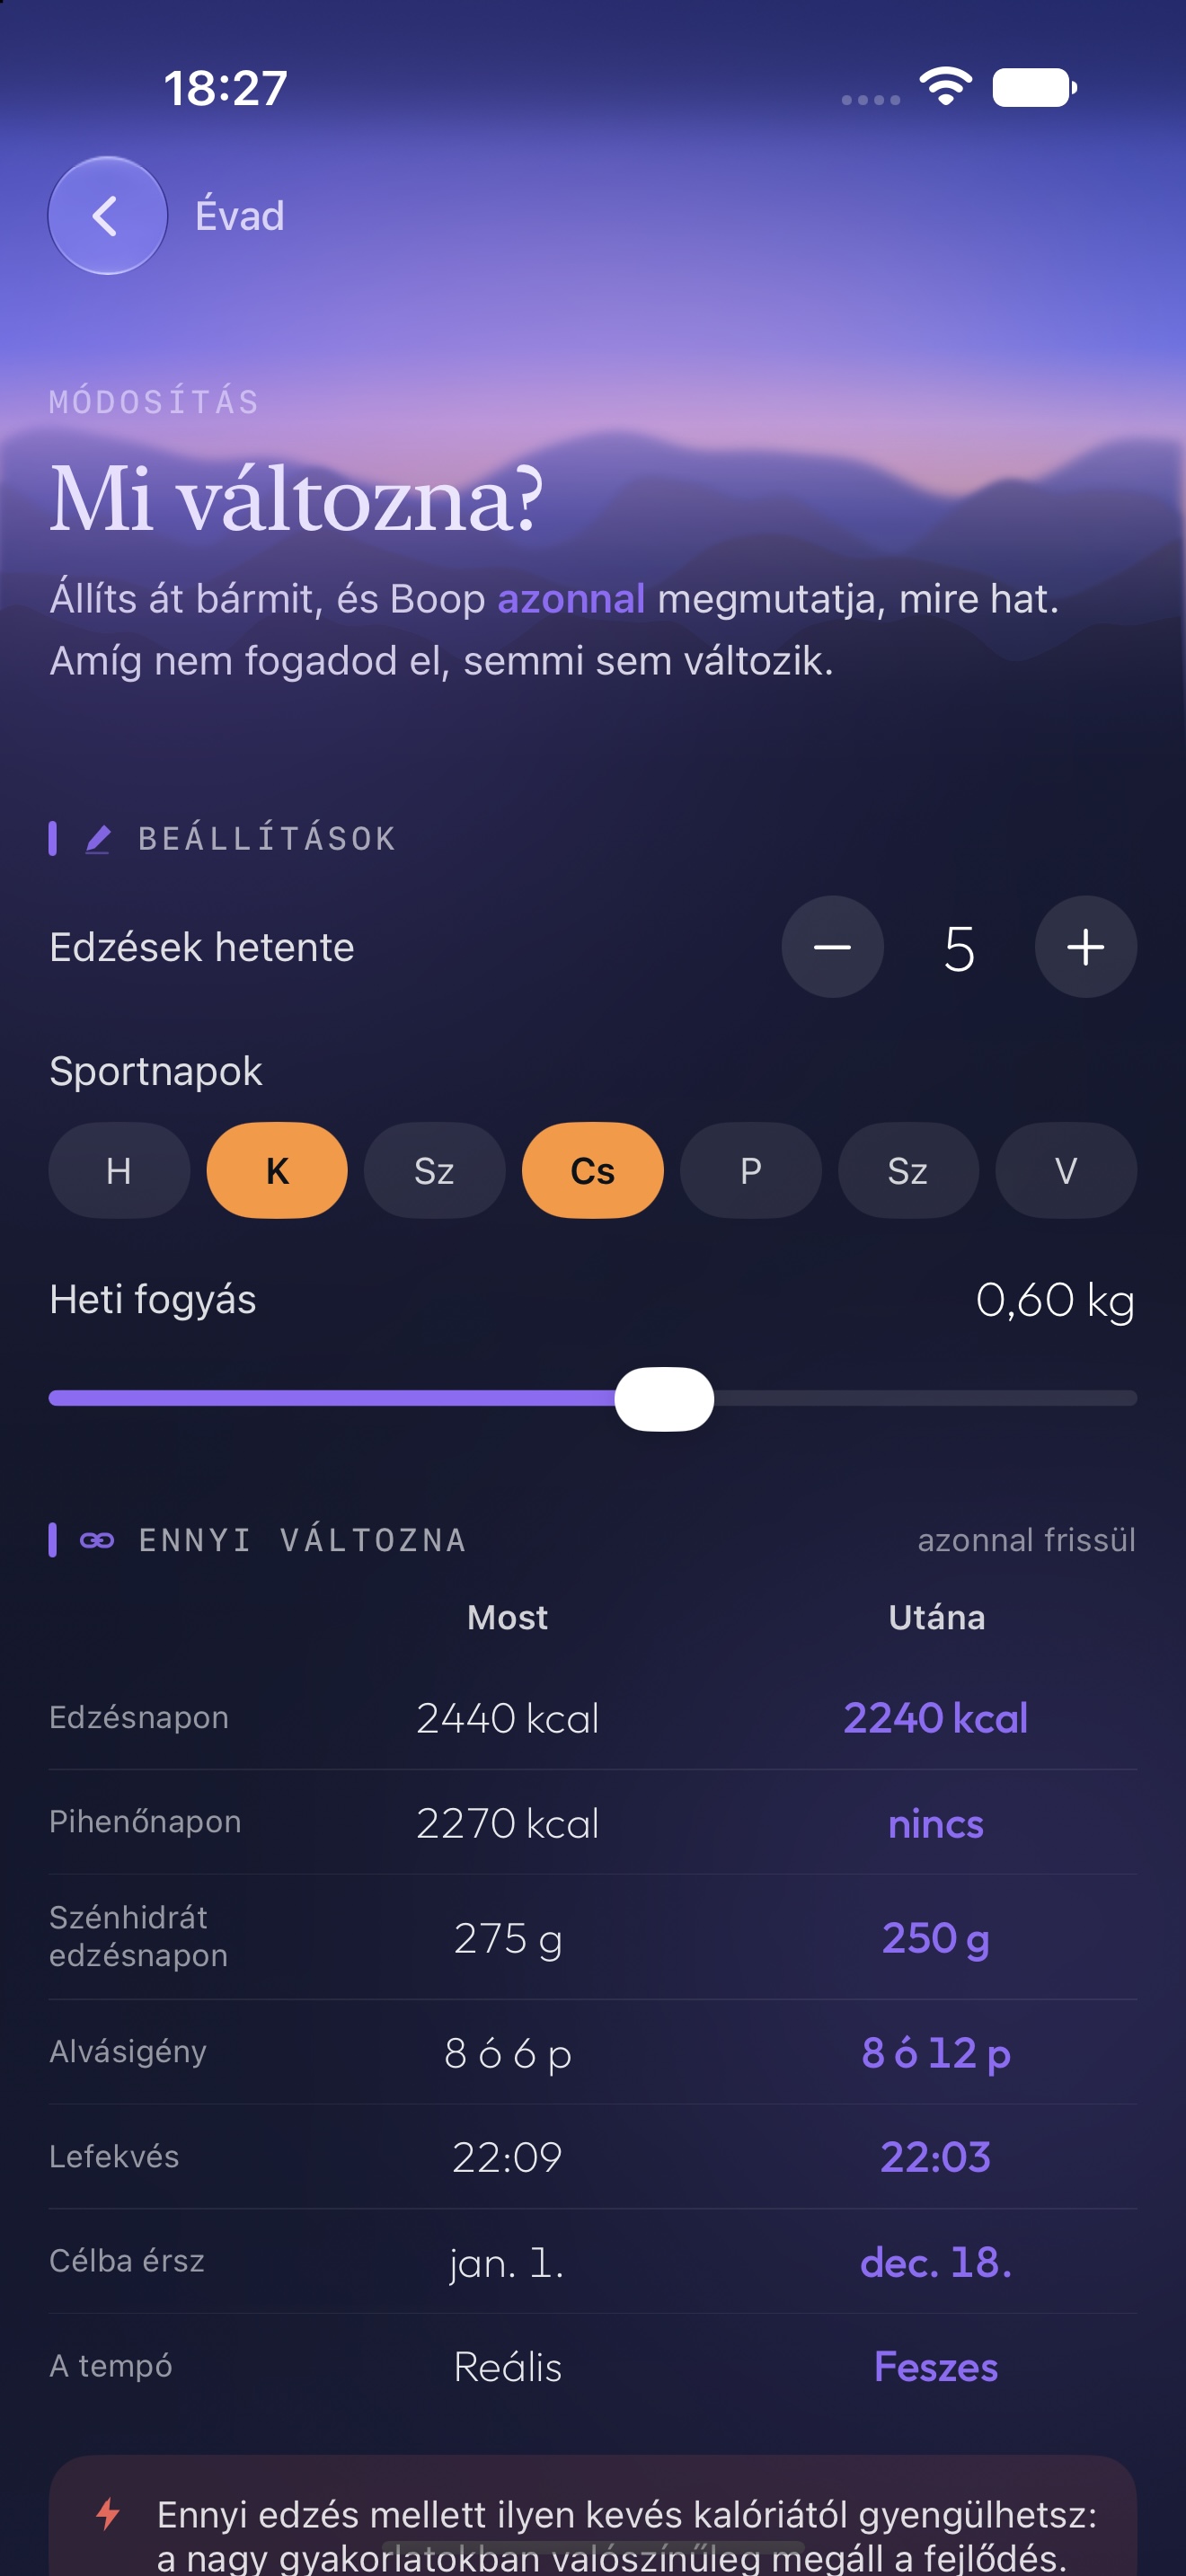 18:27
Évad
MÓDOSÍTÁS
Mi változna?
Állíts át bármit, és Boop azonnal megmutatja, mire hat.
Amíg nem fogadod el, semmi sem változik.
BEÁLLÍTÁSOK
Edzések hetente 5
Sportnapok
H K Sz Cs P Sz V
Heti fogyás 0,60 kg
ENNYI VÁLTOZNA azonnal frissül
Most Utána
Edzésnapon 2440 kcal 2240 kcal
Pihenőnapon 2270 kcal nincs
Szénhidrát
edzésnapon 275 g 250 g
Alvásigény 8 ó 6 p 8 ó 12 p
Lefekvés 22:09 22:03
Célba érsz jan. 1. dec. 18.
A tempó Reális Feszes
Ennyi edzés mellett ilyen kevés kalóriától gyengülhetsz:
a nagy gyakorlatokban valószínűleg megáll a fejlődés.